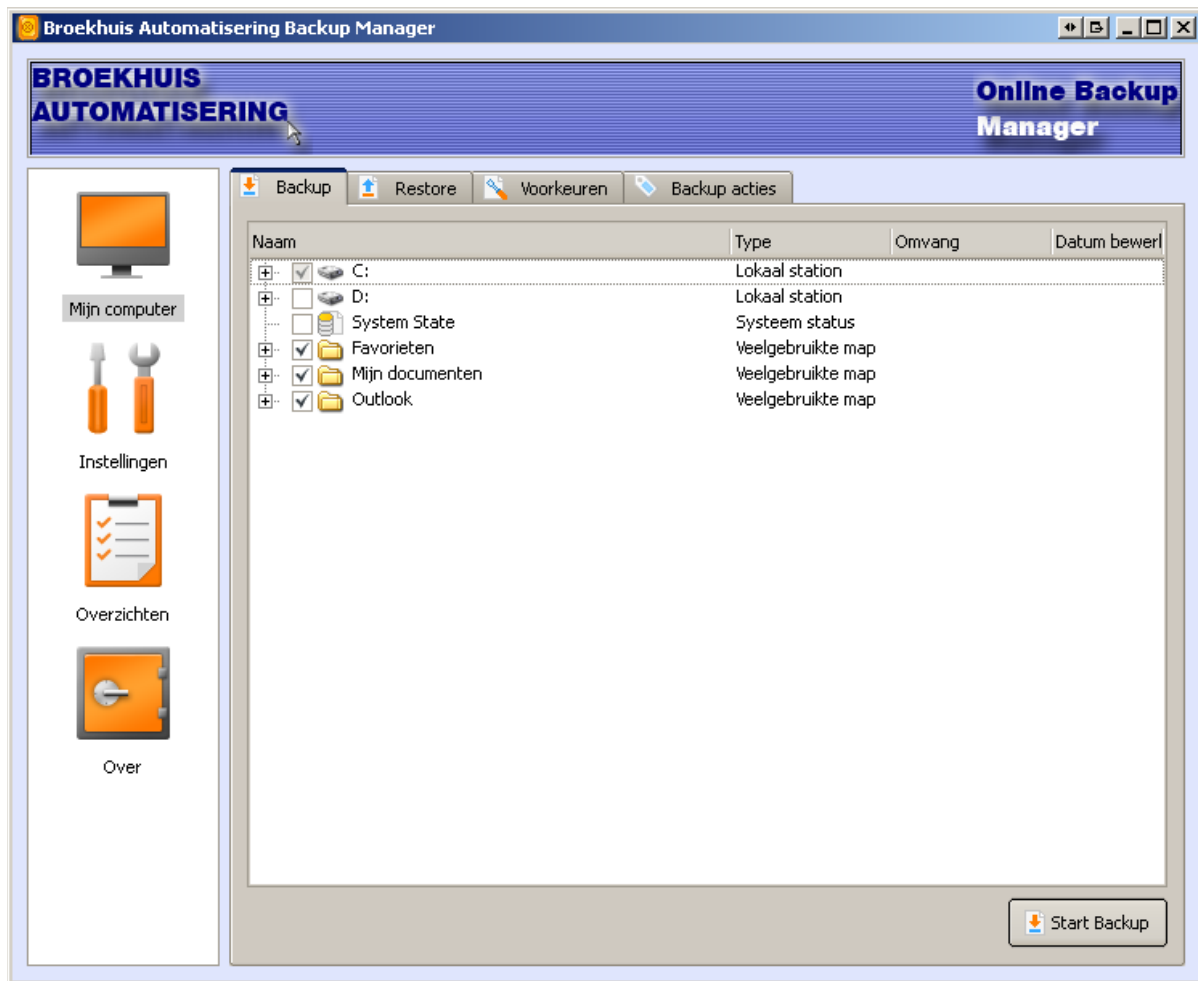 Broekhuis Automatisering Backup Manager
BROEKHUIS
AUTOMATISERING
Online Backup
Manager
Mijn computer
Instellingen
Overzichten
Over
Backup Restore Voorkeuren Backup acties
Naam Type Omvang Datum bewerl
C: Lokaal station
D: Lokaal station
System State Systeem status
Favorieten Veelgebruikte map
Mijn documenten Veelgebruikte map
Outlook Veelgebruikte map
Start Backup